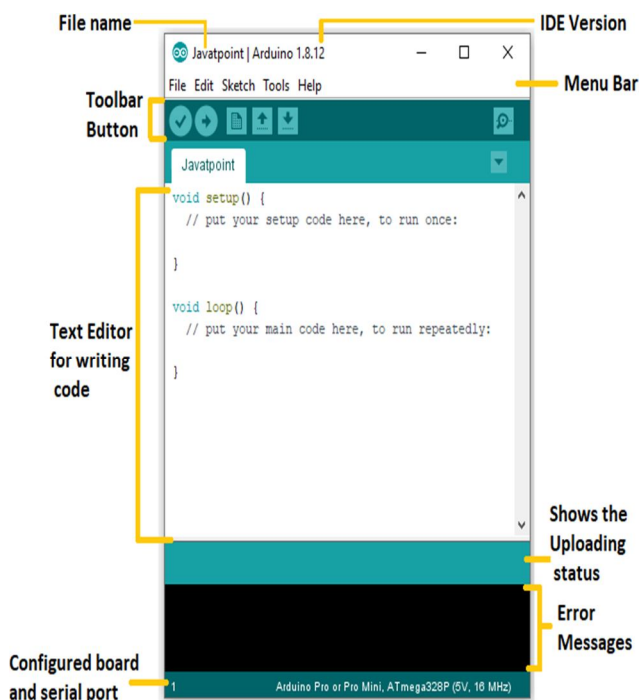 File name
IDE Version
Javatpoint | Arduino 1.8.12
File Edit Sketch Tools Help
Menu Bar
Toolbar
Button
Javatpoint
void setup() {
// put your setup code here, to run once:
}
void loop() {
// put your main code here, to run repeatedly:
}
Text Editor
for writing
code
Shows the
Uploading
status
Error
Messages
Configured board
and serial port
1
Arduino Pro or Pro Mini, ATmega328P (5V, 16 MHz)